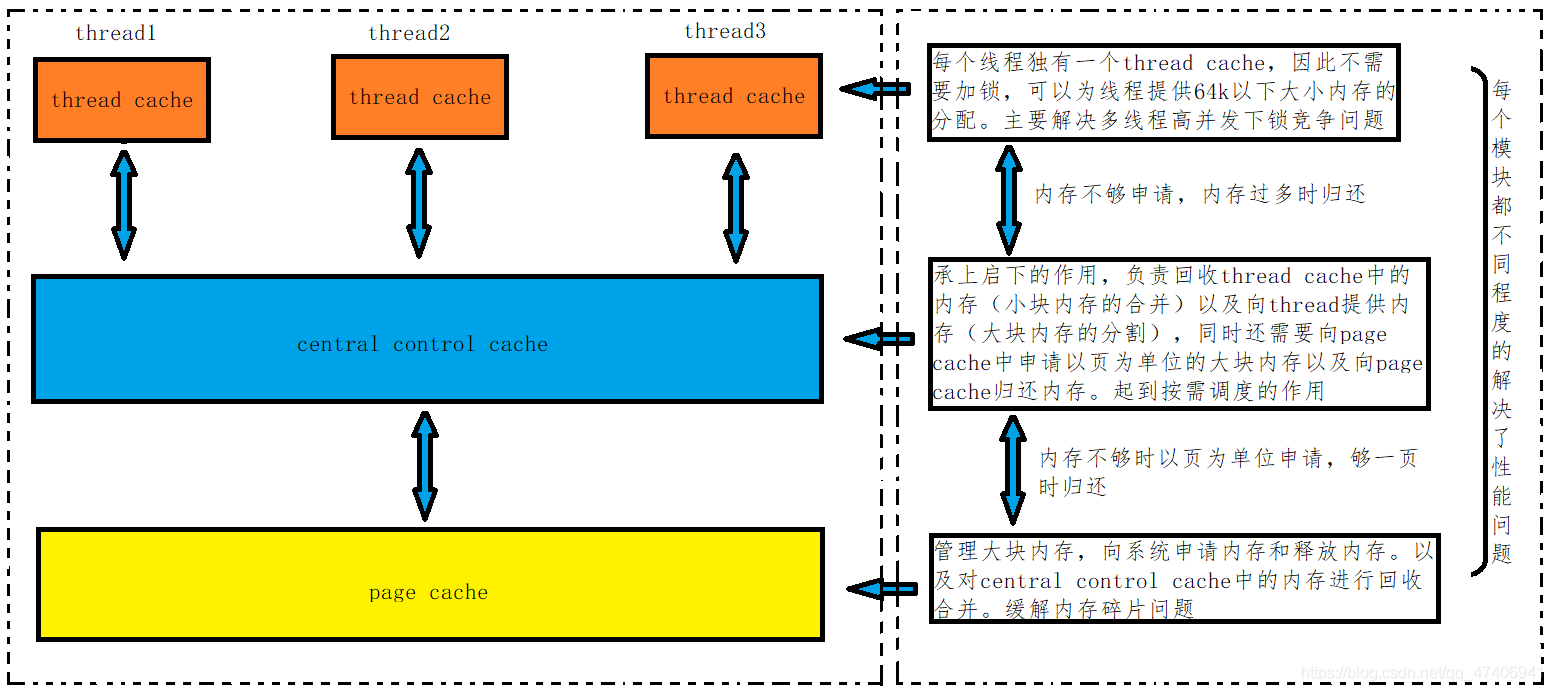 thread1
thread2
thread3
thread cache
thread cache
thread cache
central control cache
page cache
每个线程独有一个thread cache，因此不需
要加锁，可以为线程提供64k以下大小内存的
分配。主要解决多线程高并发下锁竞争问题
内存不够申请，内存过多时归还
承上启下的作用，负责回收thread cache中的
内存（小块内存的合并）以及向thread提供内
存（大块内存的分割），同时还需要向page
cache中申请以页为单位的大块内存以及向page
cache归还内存。起到按需调度的作用
内存不够时以页为单位申请，够一页
时归还
管理大块内存，向系统申请内存和释放内存。以
及对central control cache中的内存进行回收
合并。缓解内存碎片问题
每个模块都不同程度的解决了性能问题